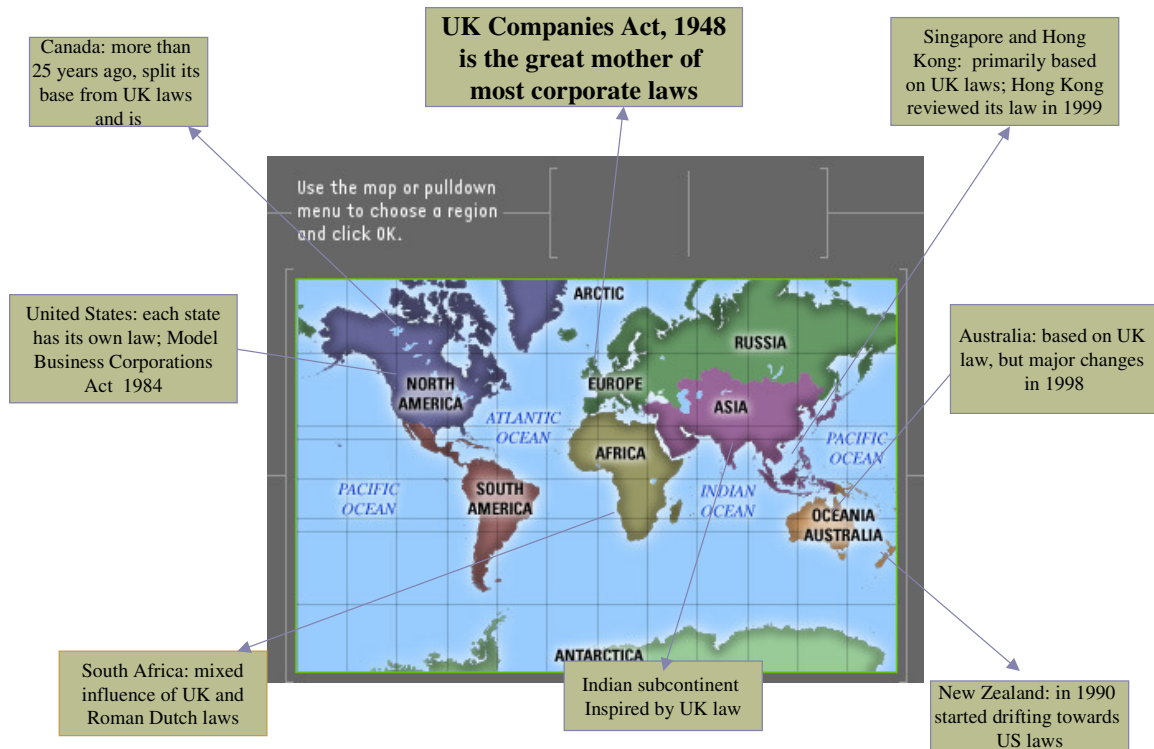 UK Companies Act, 1948
is the great mother of
most corporate laws
Canada: more than
25 years ago, split its
base from UK laws
and is
Singapore and Hong
Kong: primarily based
on UK laws; Hong Kong
reviewed its law in 1999
Use the map or pulldown
menu to choose a region
and click OK.
United States: each state
has its own law; Model
Business Corporations
Act 1984
Australia: based on UK
law, but major changes
in 1998
ARCTIC
RUSSIA
NORTH
AMERICA
EUROPE
ASIA
ATLANTIC
OCEAN
PACIFIC
OCEAN
AFRICA
PACIFIC
OCEAN
SOUTH
AMERICA
INDIAN
OCEAN
OCEANIA
AUSTRALIA
ANTARCTICA
South Africa: mixed
influence of UK and
Roman Dutch laws
Indian subcontinent
Inspired by UK law
New Zealand: in 1990
started drifting towards
US laws